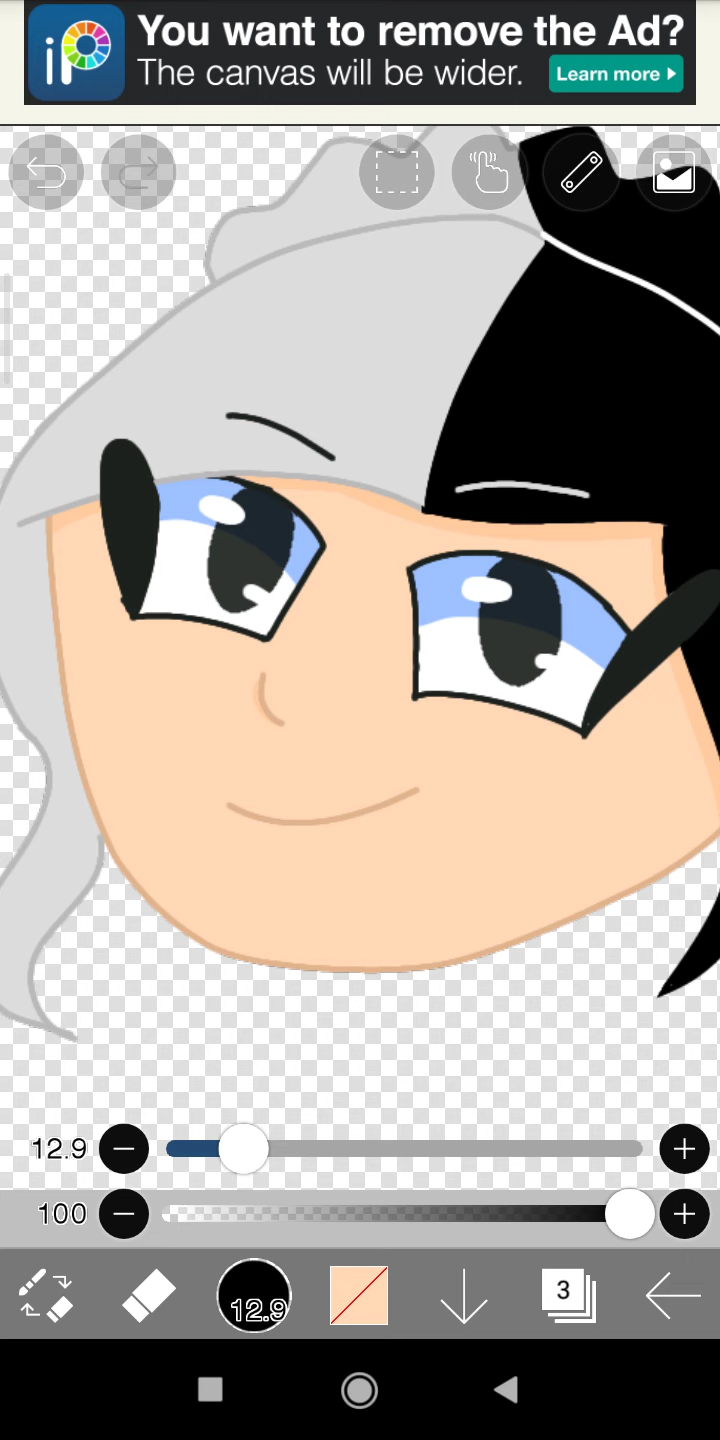 iP
You want to remove the Ad?
The canvas will be wider.
Learn more
12.9
100
12.9
3